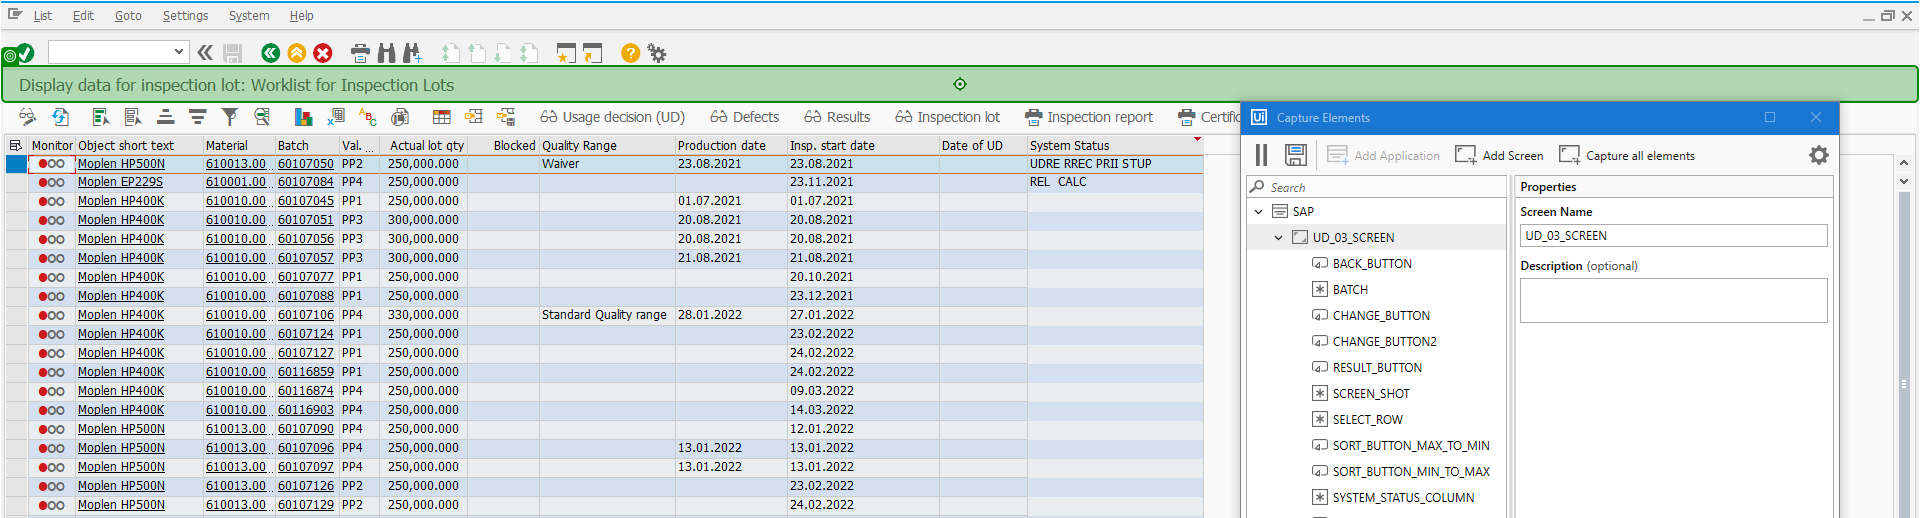 List Edit Goto Settings System Help
Display data for inspection lot: Worklist for Inspection Lots
Usage decision (UD) Defects Results Inspection lot Inspection report Certific
Monitor Object short text Material Batch Val. ... Actual lot qty Blocked Quality Range Production date Insp. start date Date of UD System Status
Moplen HP500N 610013.00... 60107050 PP2 250,000.000 Waiver 23.08.2021 23.08.2021 UDRE RREC PRII STUP
Moplen EP229S 610001.00... 60107084 PP4 250,000.000 23.11.2021 REL CALC
Moplen HP400K 610010.00... 60107045 PP1 250,000.000 01.07.2021 01.07.2021
Moplen HP400K 610010.00... 60107051 PP3 300,000.000 20.08.2021 20.08.2021
Moplen HP400K 610010.00... 60107056 PP3 300,000.000 20.08.2021 20.08.2021
Moplen HP400K 610010.00... 60107057 PP3 300,000.000 21.08.2021 21.08.2021
Moplen HP400K 610010.00... 60107077 PP1 250,000.000 20.10.2021
Moplen HP400K 610010.00... 60107088 PP1 250,000.000 23.12.2021
Moplen HP400K 610010.00... 60107106 PP4 330,000.000 Standard Quality range 28.01.2022 27.01.2022
Moplen HP400K 610010.00... 60107124 PP1 250,000.000 23.02.2022
Moplen HP400K 610010.00... 60107127 PP1 250,000.000 24.02.2022
Moplen HP400K 610010.00... 60116859 PP1 250,000.000 24.02.2022
Moplen HP400K 610010.00... 60116874 PP4 250,000.000 09.03.2022
Moplen HP400K 610010.00... 60116903 PP4 250,000.000 14.03.2022
Moplen HP500N 610013.00... 60107090 PP4 250,000.000 12.01.2022
Moplen HP500N 610013.00... 60107096 PP4 250,000.000 13.01.2022 13.01.2022
Moplen HP500N 610013.00... 60107097 PP4 250,000.000 13.01.2022 13.01.2022
Moplen HP500N 610013.00... 60107126 PP2 250,000.000 23.02.2022
Moplen HP500N 610013.00... 60107129 PP2 250,000.000 24.02.2022
Ui Capture Elements
Add Application Add Screen Capture all elements
Search
SAP
UD_03_SCREEN
BACK_BUTTON
BATCH
CHANGE_BUTTON
CHANGE_BUTTON2
RESULT_BUTTON
SCREEN_SHOT
SELECT_ROW
SORT_BUTTON_MAX_TO_MIN
SORT_BUTTON_MIN_TO_MAX
SYSTEM_STATUS_COLUMN
Properties
Screen Name
UD_03_SCREEN
Description (optional)